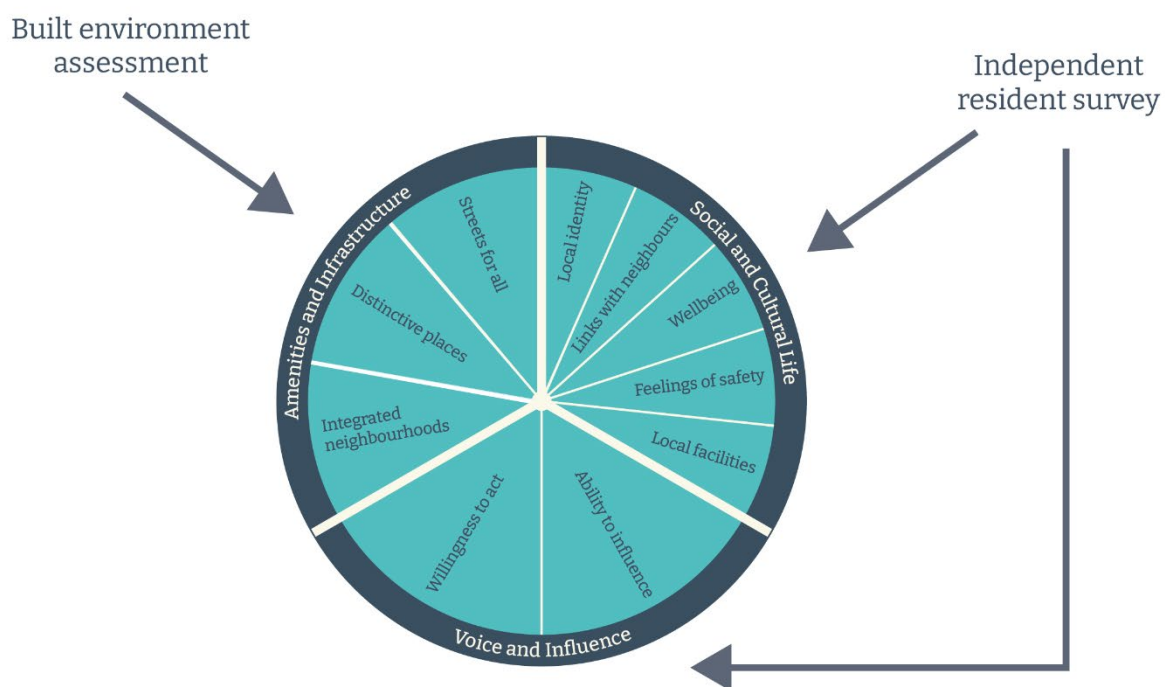 Built environment
assessment
Independent
resident survey
Amenities and Infrastructure
Social and Cultural Life
Voice and Influence
Streets for all
Distinctive places
Integrated
neighbourhoods
Local identity
Links with neighbours
Wellbeing
Feelings of safety
Local facilities
Willingness to act
Ability to influence